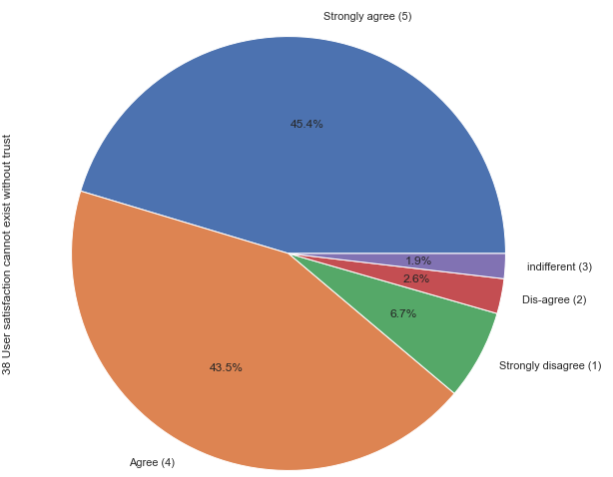 Strongly agree (5)
45.4%
38 User satisfaction cannot exist without trust
1.9%
indifferent (3)
2.6%
Dis-agree (2)
6.7%
Strongly disagree (1)
43.5%
Agree (4)